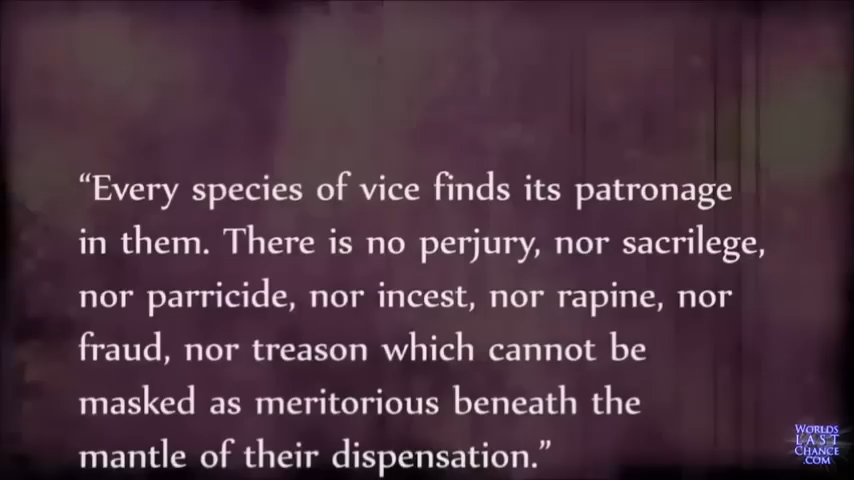 “Every species of vice finds its patronage
in them. There is no perjury, nor sacrilege,
nor parricide, nor incest, nor rapine, nor
fraud, nor treason which cannot be
masked as meritorious beneath the
mantle of their dispensation.”
WORLDS
LAST
CHANCE
.COM